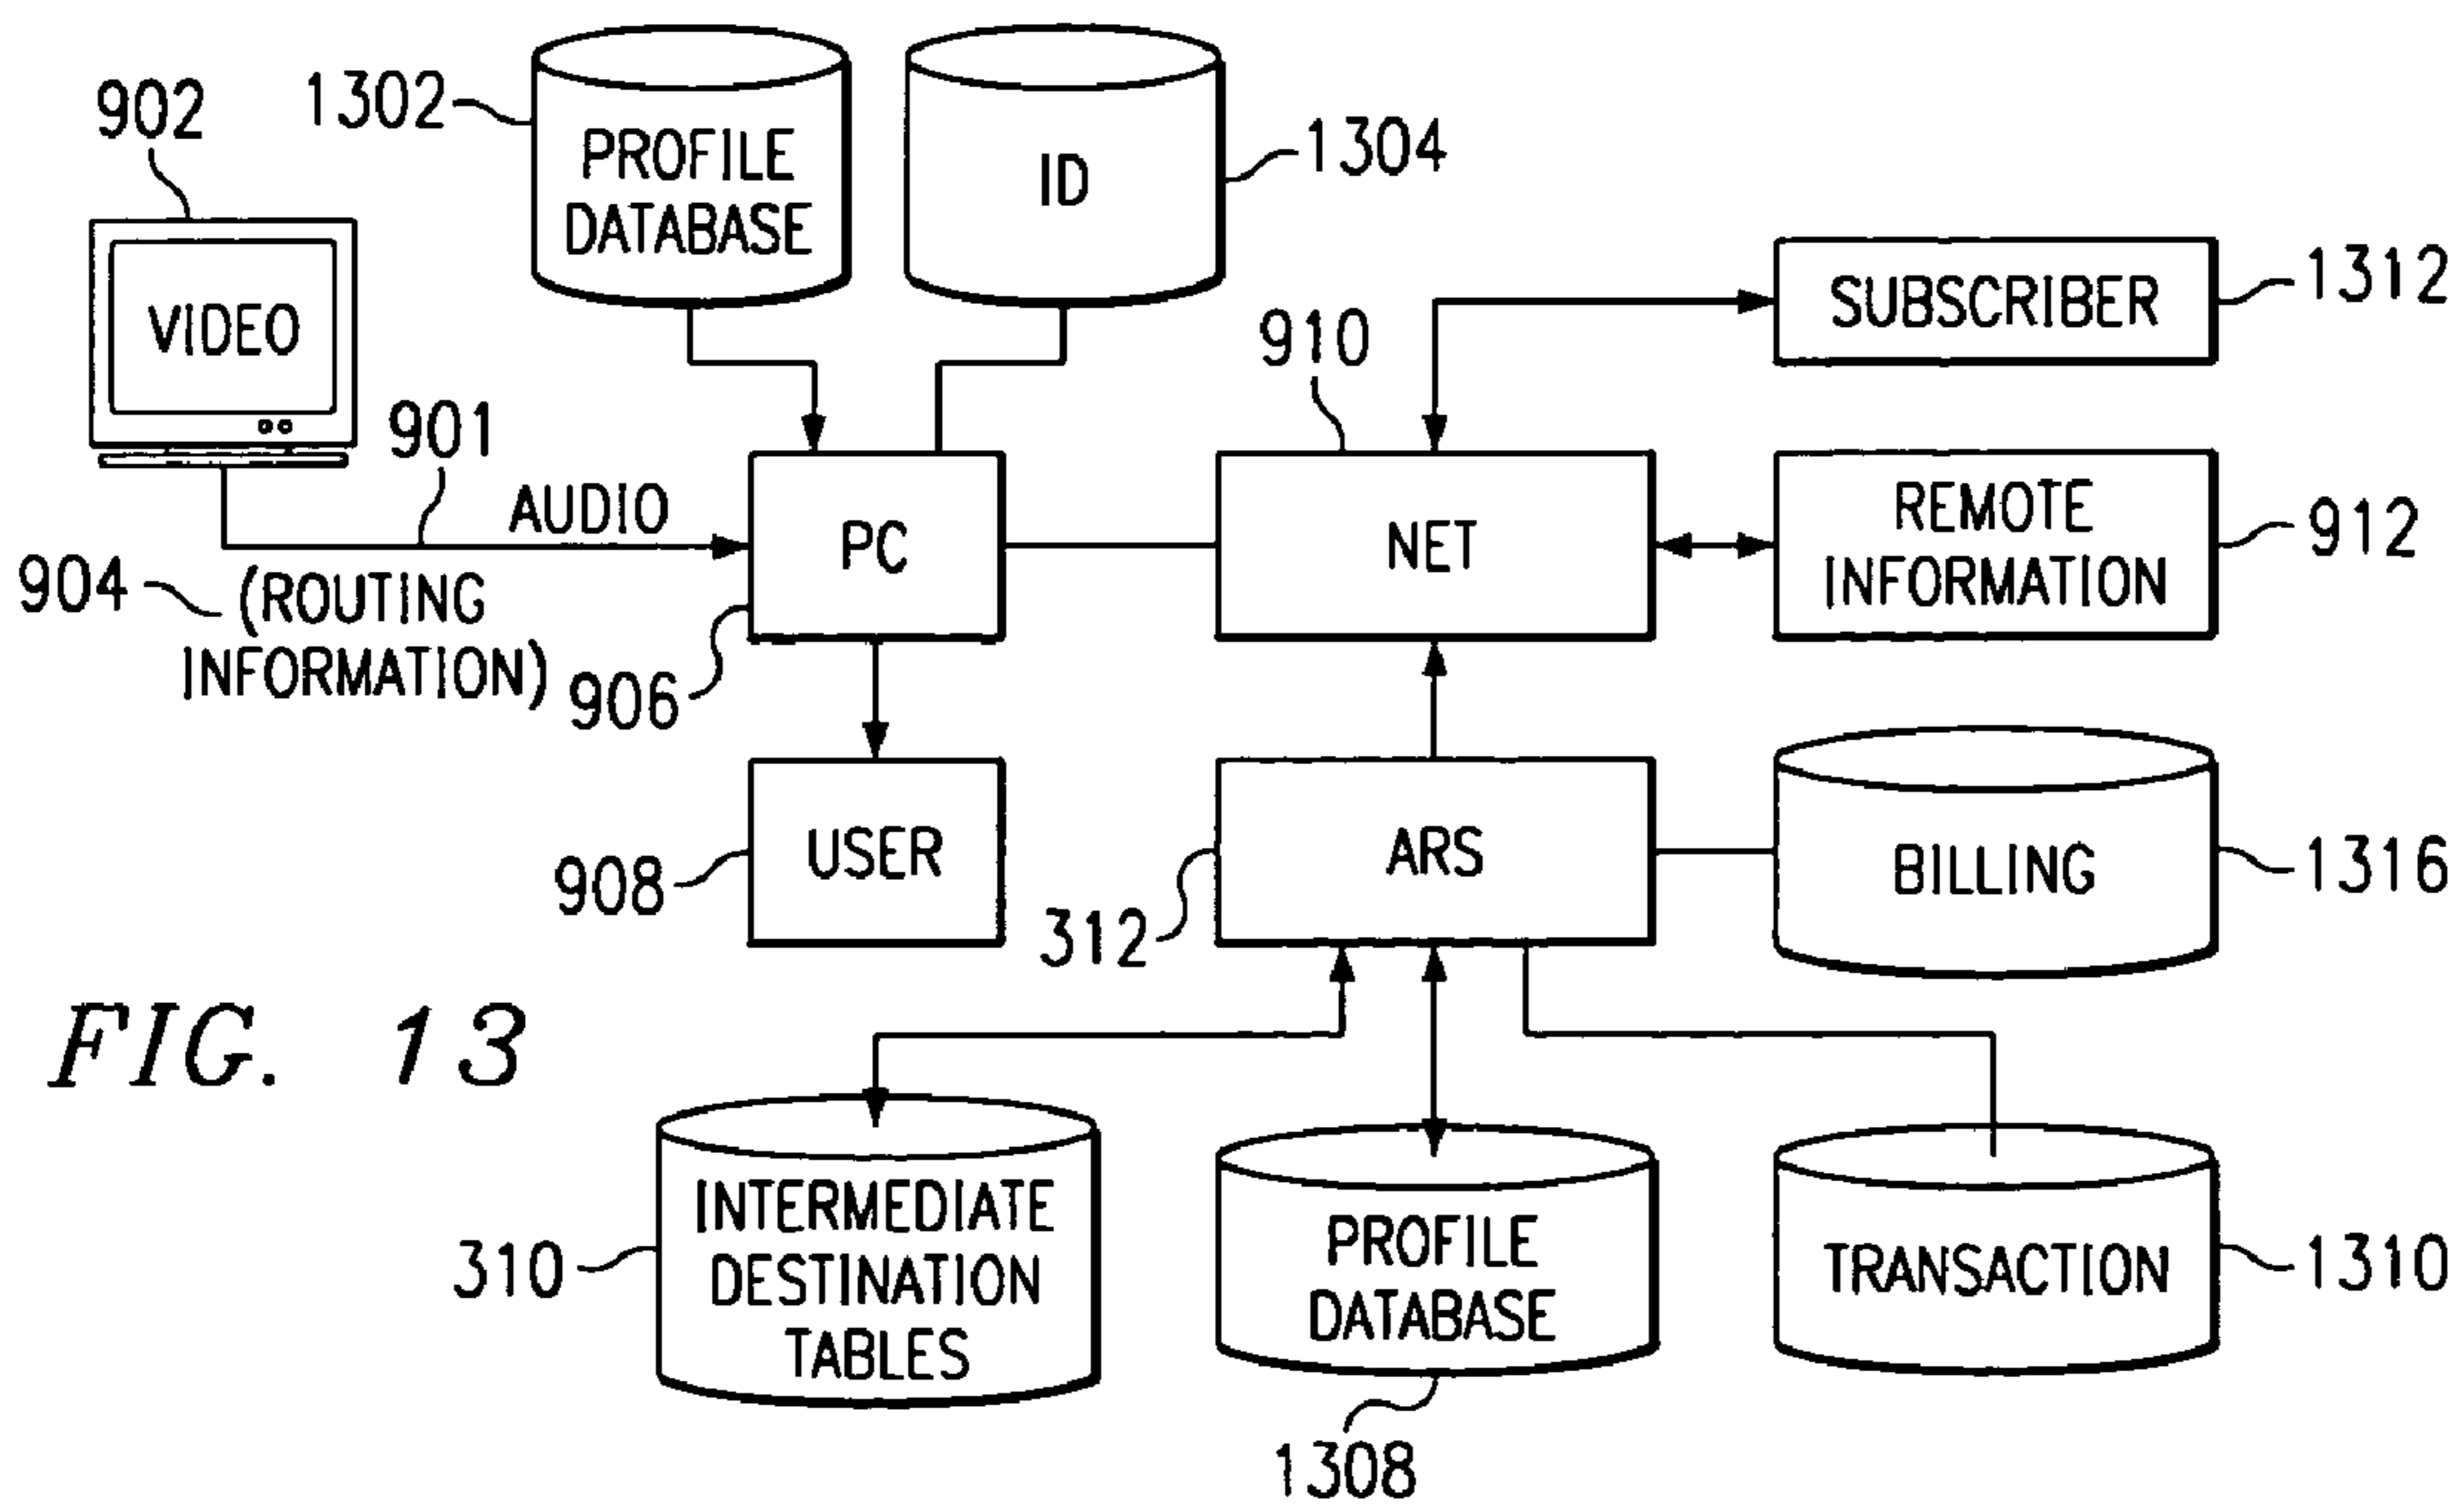 902
1302
PROFILE
DATABASE
ID
1304
VIDEO
910
SUBSCRIBER
1312
901
AUDIO
904
(ROUTING
INFORMATION)
906
PC
NET
REMOTE
INFORMATION
912
908
USER
312
ARS
BILLING
1316
FIG. 13
310
INTERMEDIATE
DESTINATION
TABLES
PROFILE
DATABASE
1308
TRANSACTION
1310